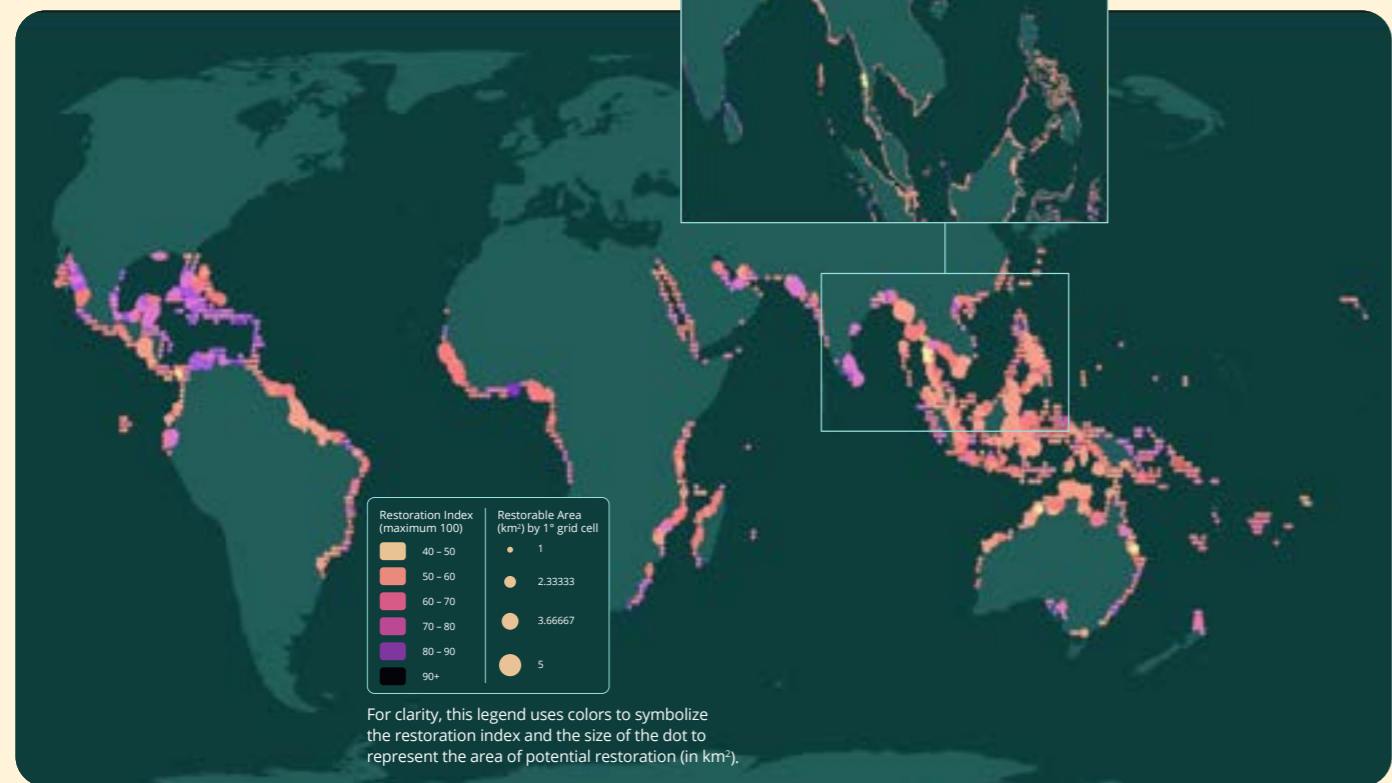 Restoration Index
(maximum 100)
40 – 50
50 – 60
60 – 70
70 – 80
80 – 90
90+
Restorable Area
(km²) by 1° grid cell
1
2.33333
3.66667
5
For clarity, this legend uses colors to symbolize
the restoration index and the size of the dot to
represent the area of potential restoration (in km²).